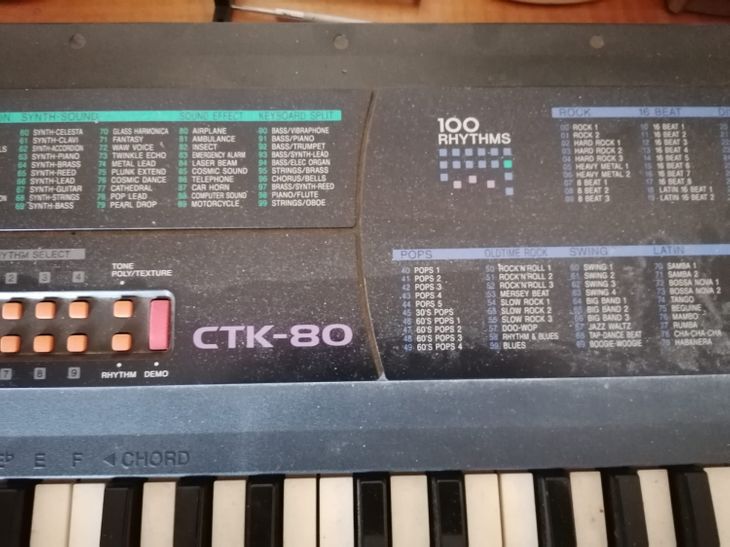 SYNTH-SOUND
60 SYNTH-CELESTA
61 SYNTH-CLAVI
62 SYNTH-ACCORDION
63 SYNTH-PIANO
64 SYNTH-BRASS
65 SYNTH-REED
66 SYNTH-LEAD
67 SYNTH-GUITAR
68 SYNTH-STRINGS
69 SYNTH-BASS
70 GLASS HARMONICA
71 FANTASY
72 WAW VOICE
73 TWINKLE ECHO
74 METAL LEAD
75 PLUNK EXTEND
76 COSMIC DANCE
77 CATHEDRAL
78 POP LEAD
79 PEARL DROP
SOUND EFFECT
80 AIRPLANE
81 AMBULANCE
82 INSECT
83 EMERGENCY ALARM
84 LASER BEAM
85 COSMIC SOUND
86 TELEPHONE
87 CAR HORN
88 COMPUTER SOUND
89 MOTORCYCLE
KEYBOARD SPLIT
90 BASS/VIBRAPHONE
91 BASS/PIANO
92 BASS/TRUMPET
93 BASS/SYNTH-LEAD
94 BASS/ELEC ORGAN
95 STRINGS/BRASS
96 CHORUS/BELLS
97 BRASS/SYNTH-REED
98 PIANO/FLUTE
99 STRINGS/OBOE
100
RHYTHMS
ROCK
00 ROCK 1
01 ROCK 2
02 HARD ROCK 1
03 HARD ROCK 2
04 HARD ROCK 3
05 HEAVY METAL 1
06 HEAVY METAL 2
07 8 BEAT 1
08 8 BEAT 2
09 8 BEAT 3
16 BEAT
10 16 BEAT 1
11 16 BEAT 2
12 16 BEAT 3
13 16 BEAT 4
14 16 BEAT 5
15 16 BEAT 6
16 16 BEAT 7
18 LATIN 16 BEAT 1
19 LATIN 16 BEAT 2
POPS
40 POPS 1
41 POPS 2
42 POPS 3
43 POPS 4
44 POPS 5
45 30'S POPS
46 60'S POPS 1
47 60'S POPS 2
48 60'S POPS 3
49 60'S POPS 4
OLDTIME ROCK
50 ROCK'N'ROLL 1
51 ROCK'N'ROLL 2
52 ROCK'N'ROLL 3
53 MERSEY BEAT
54 SLOW ROCK 1
55 SLOW ROCK 2
56 SLOW ROCK 3
57 DOO-WOP
58 RHYTHM & BLUES
59 BLUES
SWING
60 SWING 1
61 SWING 2
62 SWING 3
63 SWING 4
64 BIG BAND 1
65 BIG BAND 2
66 BIG BAND 3
67 JAZZ WALTZ
68 TAP-DANCE BEAT
69 BOOGIE-WOOGIE
LATIN
70 SAMBA 1
71 SAMBA 2
72 BOSSA NOVA 1
73 BOSSA NOVA 2
74 TANGO
75 BEGUINE
76 MAMBO
77 RUMBA
78 CHA-CHA-CHA
79 HABANERA
SELECT
TONE
POLY/TEXTURE
2 3 4
7 8 9
RHYTHM DEMO
CTK-80
E♭ E F ◀CHORD